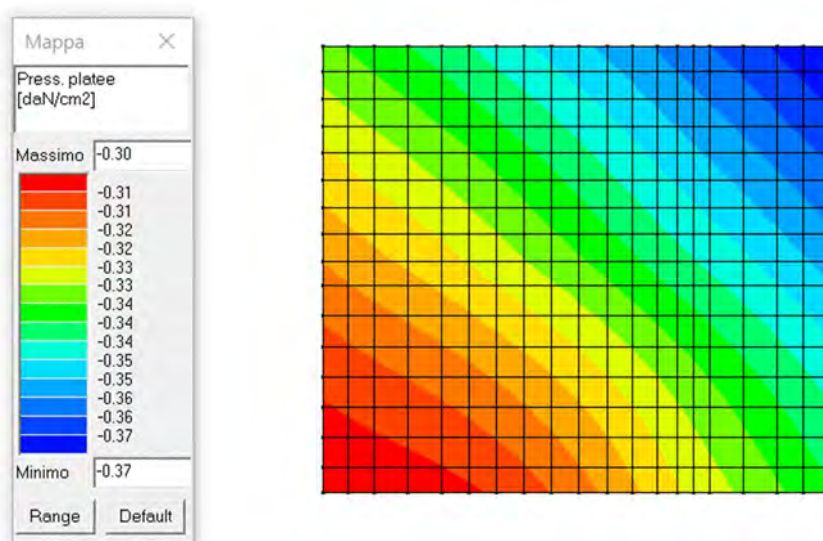 Mappa
Press. platee
[daN/cm2]
Massimo -0.30
-0.31
-0.31
-0.32
-0.32
-0.33
-0.33
-0.34
-0.34
-0.35
-0.35
-0.36
-0.36
-0.37
Minimo -0.37
Range Default